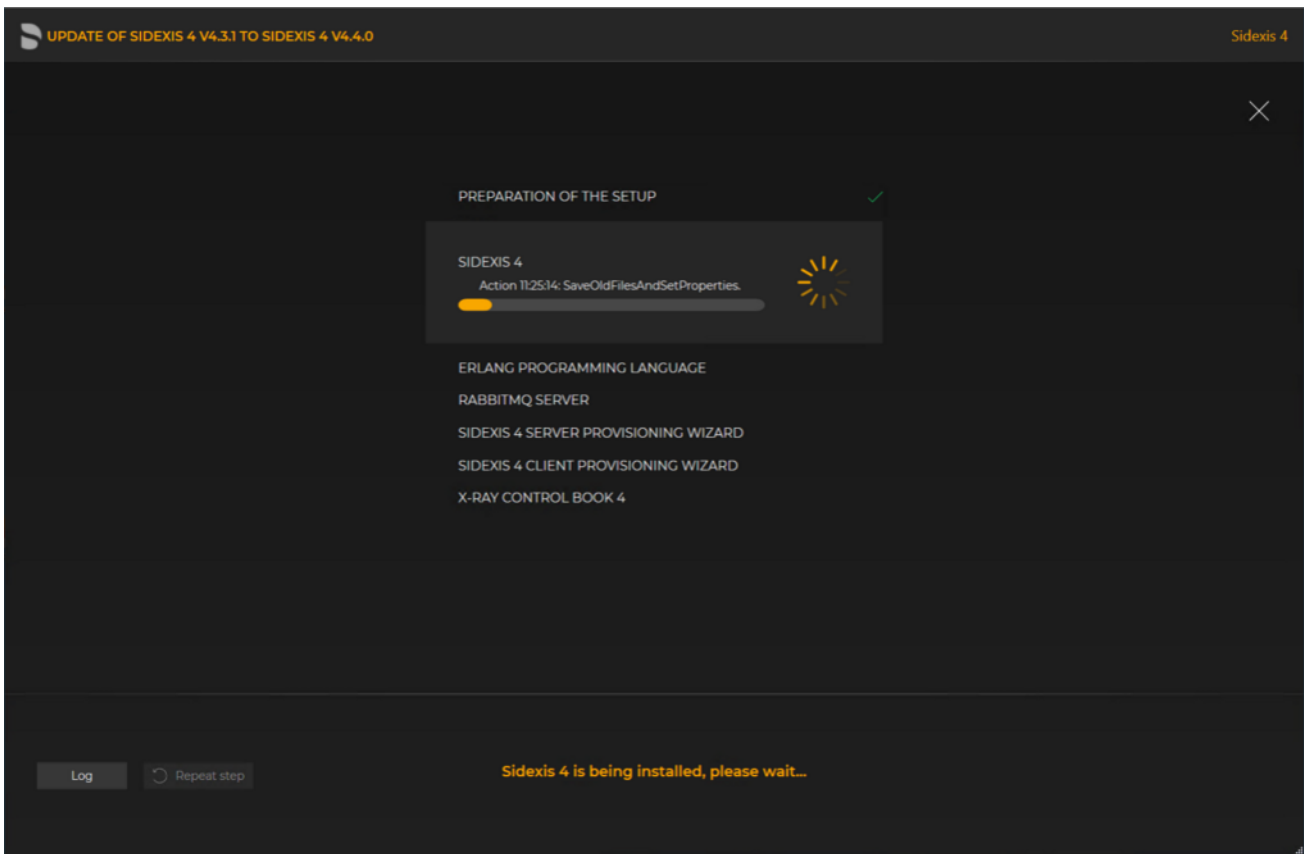 UPDATE OF SIDEXIS 4 V4.3.1 TO SIDEXIS 4 V4.4.0
Sidexis 4
PREPARATION OF THE SETUP
SIDEXIS 4
Action 11:25:14: SaveOldFilesAndSetProperties.
ERLANG PROGRAMMING LANGUAGE
RABBITMQ SERVER
SIDEXIS 4 SERVER PROVISIONING WIZARD
SIDEXIS 4 CLIENT PROVISIONING WIZARD
X-RAY CONTROL BOOK 4
Log
Repeat step
Sidexis 4 is being installed, please wait...